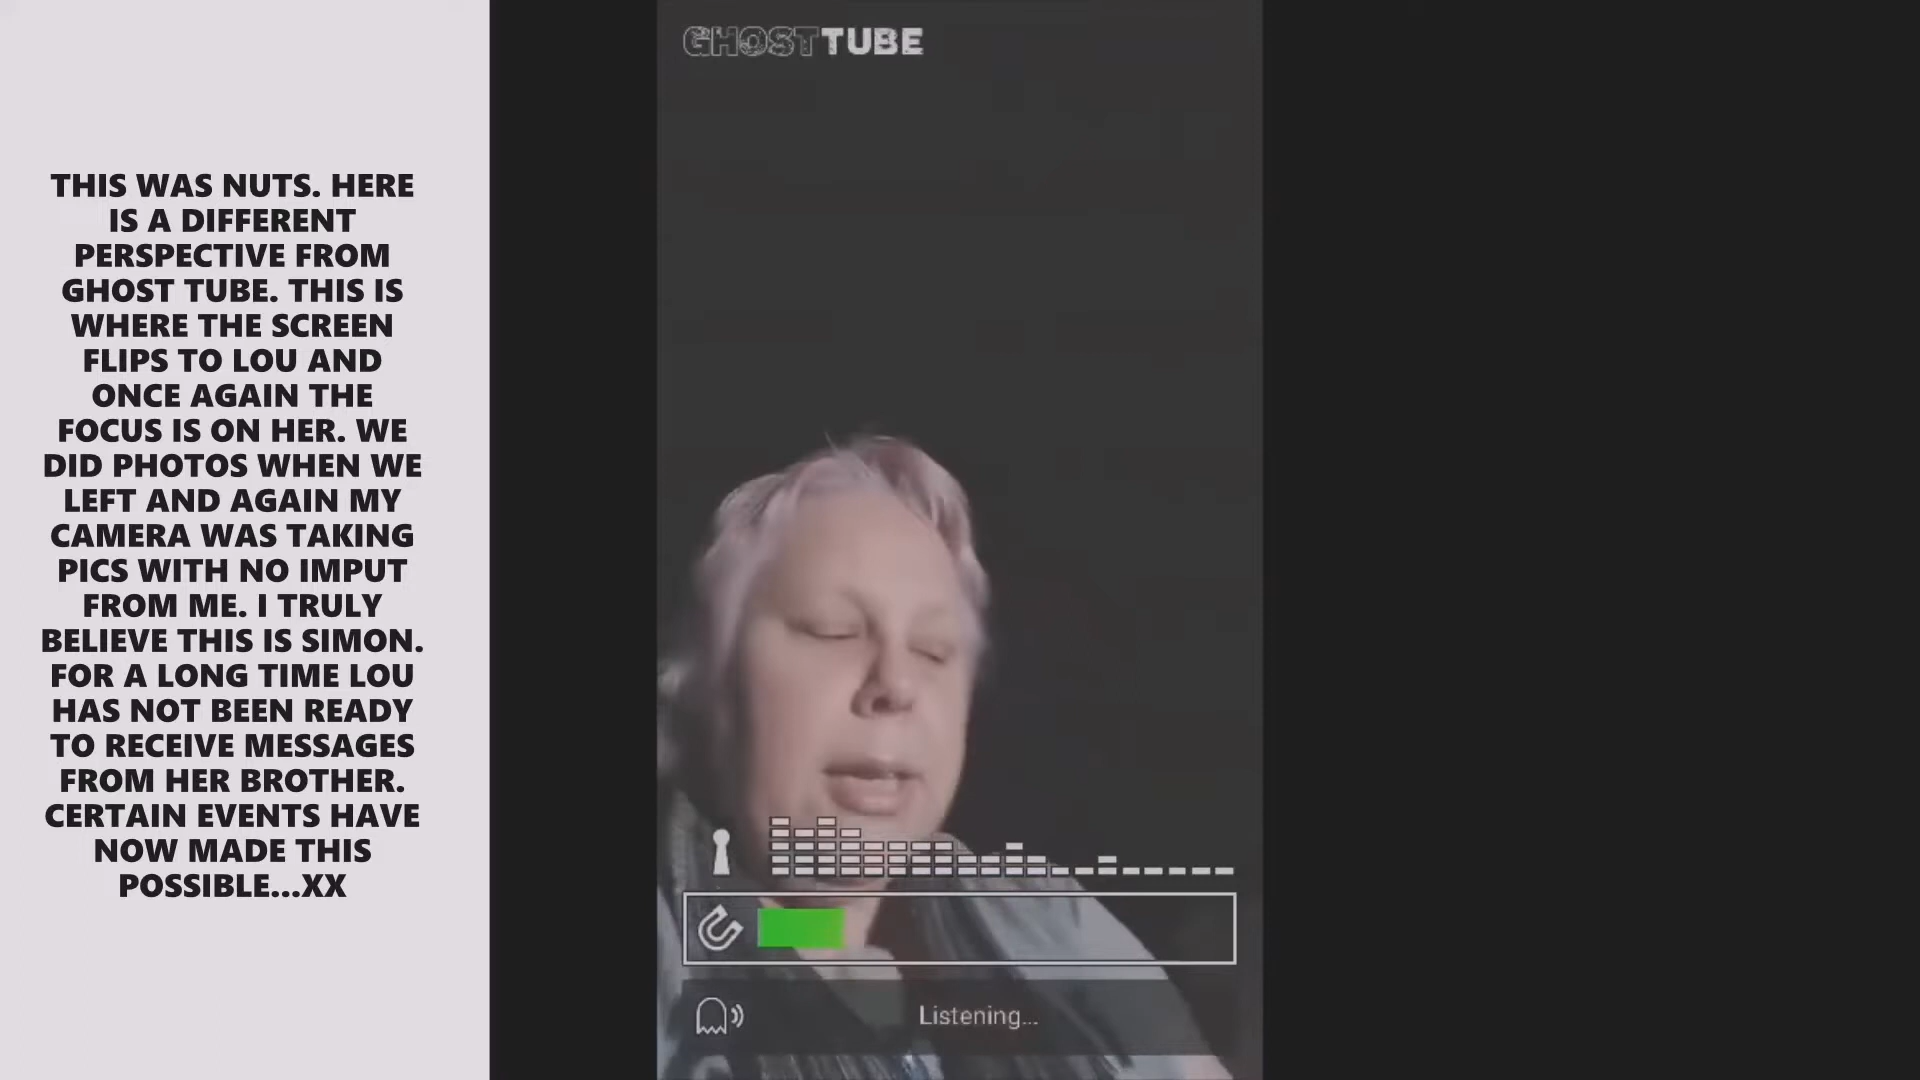 THIS WAS NUTS. HERE
IS A DIFFERENT
PERSPECTIVE FROM
GHOST TUBE. THIS IS
WHERE THE SCREEN
FLIPS TO LOU AND
ONCE AGAIN THE
FOCUS IS ON HER. WE
DID PHOTOS WHEN WE
LEFT AND AGAIN MY
CAMERA WAS TAKING
PICS WITH NO IMPUT
FROM ME. I TRULY
BELIEVE THIS IS SIMON.
FOR A LONG TIME LOU
HAS NOT BEEN READY
TO RECEIVE MESSAGES
FROM HER BROTHER.
CERTAIN EVENTS HAVE
NOW MADE THIS
POSSIBLE...XX
GHOSTTUBE
Listening...